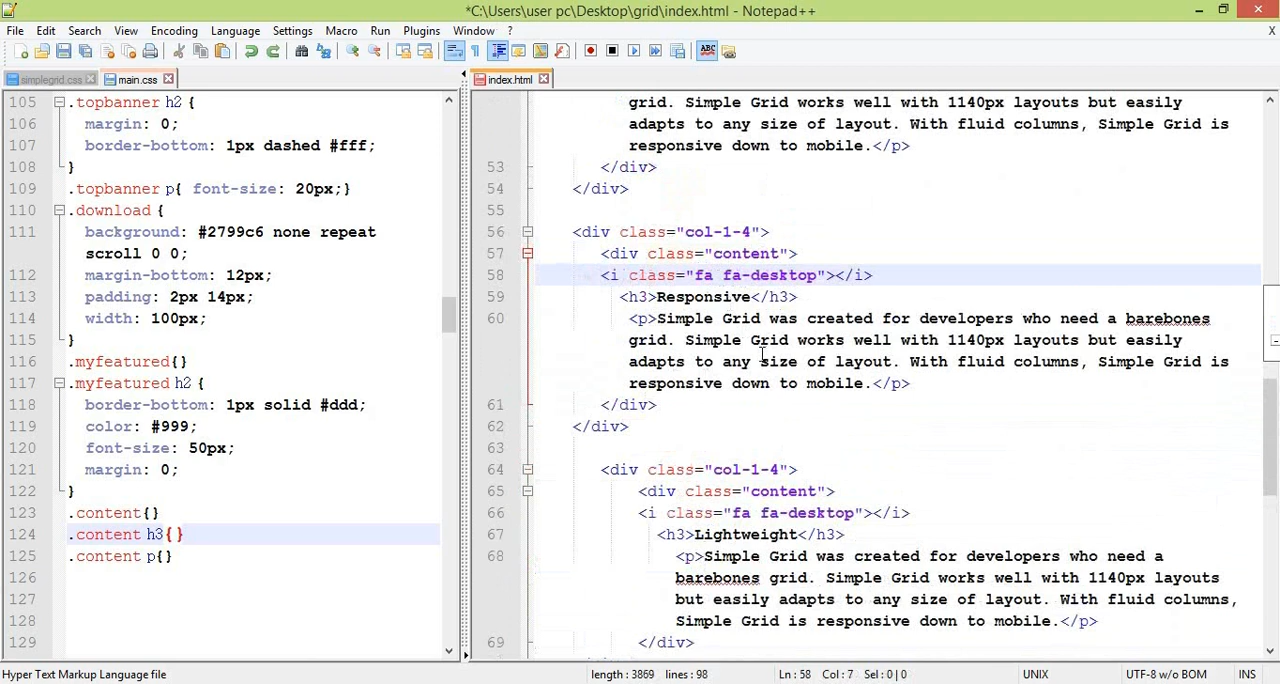 *C:\Users\user pc\Desktop\grid\index.html - Notepad++
File Edit Search View Encoding Language Settings Macro Run Plugins Window ? X
simplegrid.css main.css index.html
105 .topbanner h2 {
106 margin: 0;
107 border-bottom: 1px dashed #fff;
108 }
109 .topbanner p{ font-size: 20px;}
110 .download {
111 background: #2799c6 none repeat
scroll 0 0;
112 margin-bottom: 12px;
113 padding: 2px 14px;
114 width: 100px;
115 }
116 .myfeatured{}
117 .myfeatured h2 {
118 border-bottom: 1px solid #ddd;
119 color: #999;
120 font-size: 50px;
121 margin: 0;
122 }
123 .content{}
124 .content h3{}
125 .content p{}
126
127
128
129
grid. Simple Grid works well with 1140px layouts but easily
adapts to any size of layout. With fluid columns, Simple Grid is
responsive down to mobile.</p>
53 </div>
54 </div>
55
56 <div class="col-1-4">
57 <div class="content">
58 <i class="fa fa-desktop"></i>
59 <h3>Responsive</h3>
60 <p>Simple Grid was created for developers who need a barebones
grid. Simple Grid works well with 1140px layouts but easily
adapts to any size of layout. With fluid columns, Simple Grid is
responsive down to mobile.</p>
61 </div>
62 </div>
63
64 <div class="col-1-4">
65 <div class="content">
66 <i class="fa fa-desktop"></i>
67 <h3>Lightweight</h3>
68 <p>Simple Grid was created for developers who need a
barebones grid. Simple Grid works well with 1140px layouts
but easily adapts to any size of layout. With fluid columns,
Simple Grid is responsive down to mobile.</p>
69 </div>
Hyper Text Markup Language file length : 3869 lines : 98 Ln : 58 Col : 7 Sel : 0 | 0 UNIX UTF-8 w/o BOM INS